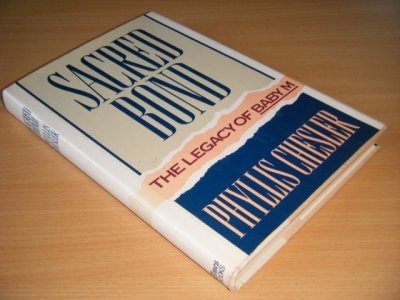 SACRED
BOND
THE LEGACY OF BABY M
PHYLLIS CHESLER